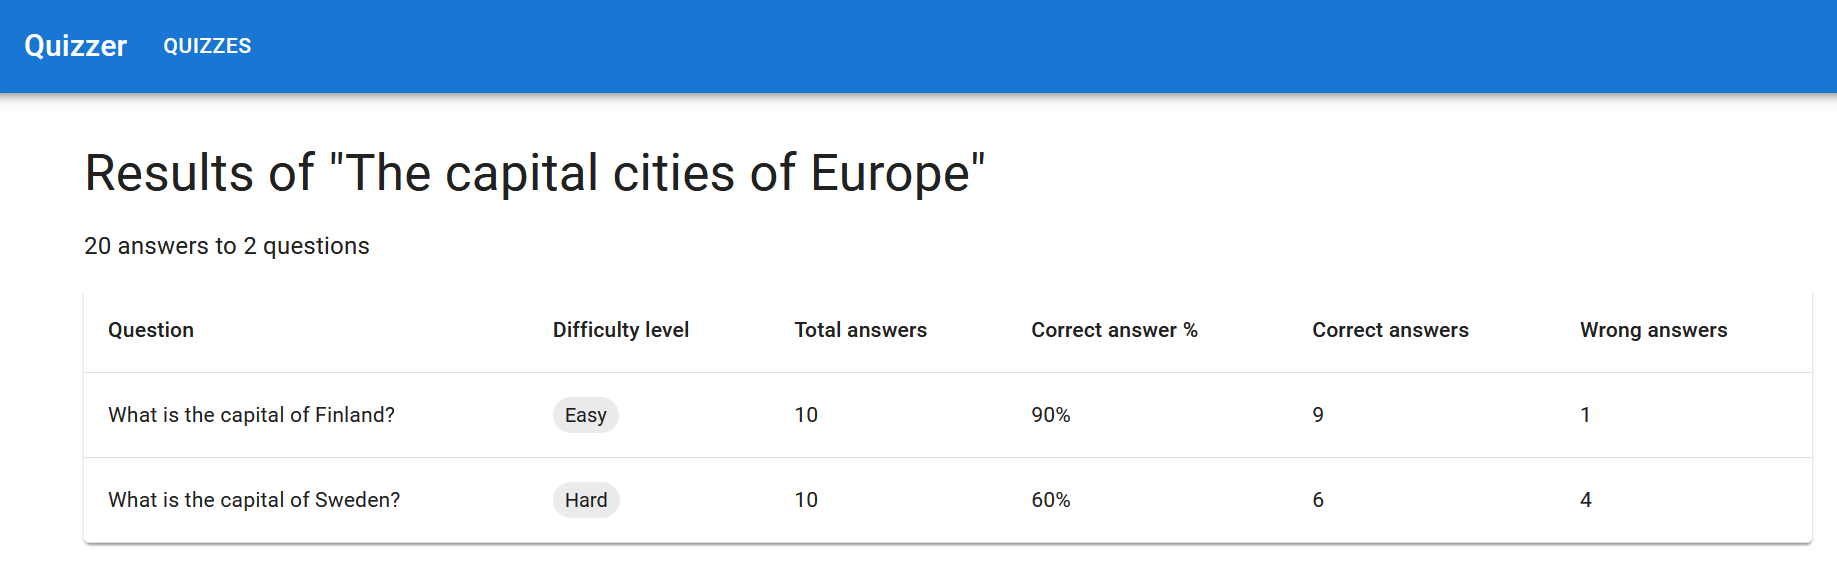 Quizzer QUIZZES
Results of "The capital cities of Europe"
20 answers to 2 questions
Question Difficulty level Total answers Correct answer % Correct answers Wrong answers
What is the capital of Finland? Easy 10 90% 9 1
What is the capital of Sweden? Hard 10 60% 6 4